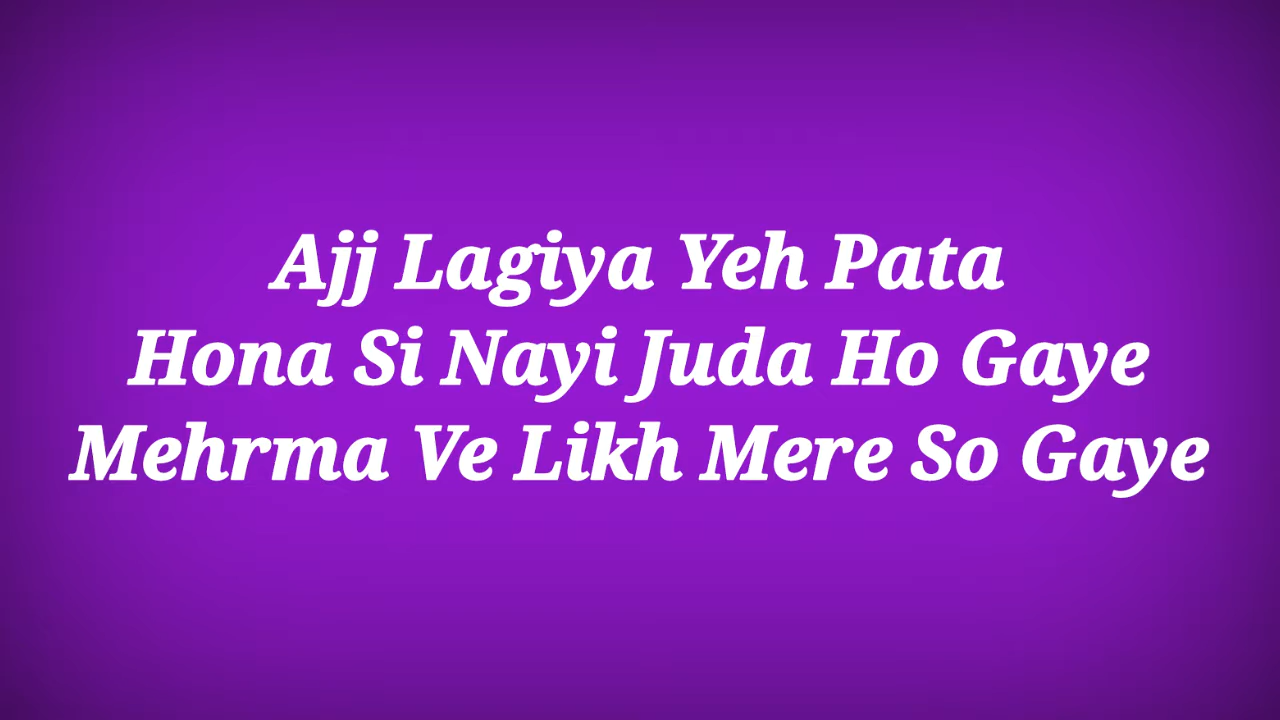 Ajj Lagiya Yeh Pata
Hona Si Nayi Juda Ho Gaye
Mehrma Ve Likh Mere So Gaye